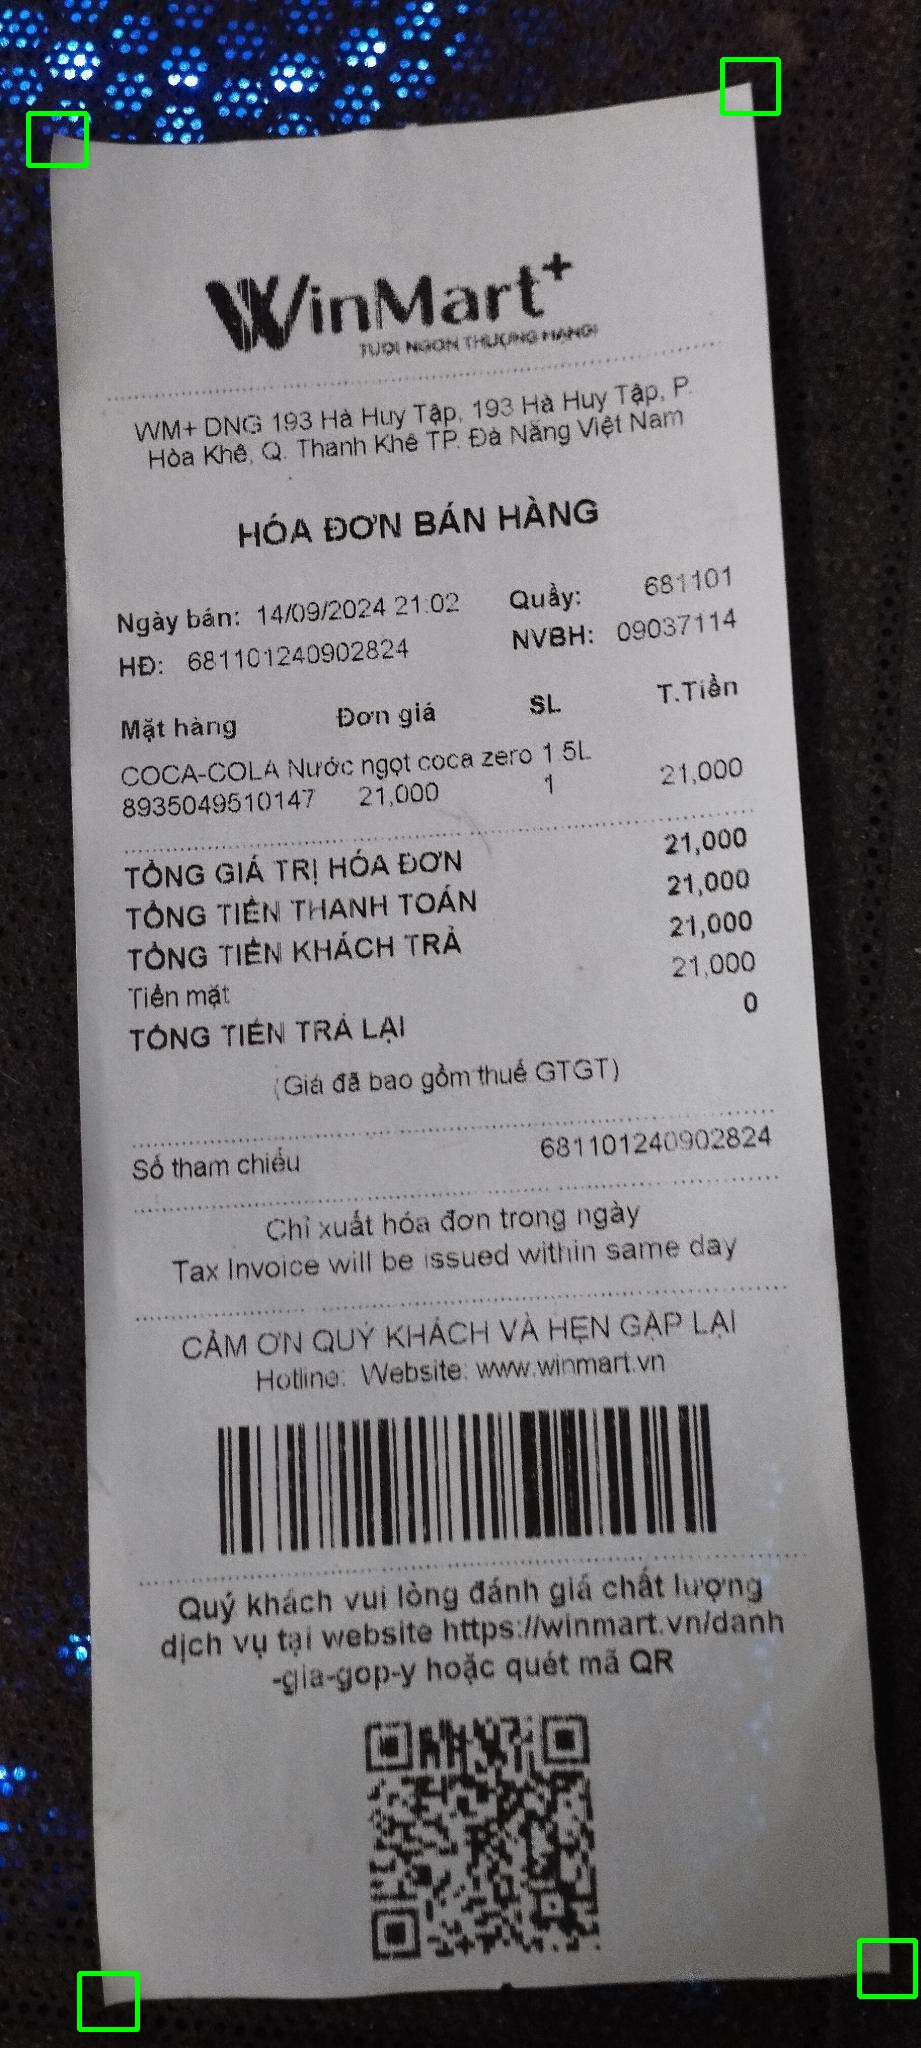 WinMart+
TƯƠI NGON THƯỢNG HẠNG!
WM+ DNG 193 Hà Huy Tập, 193 Hà Huy Tập, P.
Hòa Khê, Q. Thanh Khê TP. Đà Nẵng Việt Nam
HÓA ĐƠN BÁN HÀNG
Ngày bán: 14/09/2024 21:02 Quầy: 681101
HĐ: 681101240902824 NVBH: 09037114
Mặt hàng Đơn giá SL T.Tiền
COCA-COLA Nước ngọt coca zero 1 5L
8935049510147 21,000 1 21,000
TỔNG GIÁ TRỊ HÓA ĐƠN 21,000
TỔNG TIỀN THANH TOÁN 21,000
TỔNG TIỀN KHÁCH TRẢ 21,000
Tiền mặt 21,000
TỔNG TIỀN TRẢ LẠI 0
(Giá đã bao gồm thuế GTGT)
Số tham chiếu 681101240902824
Chỉ xuất hóa đơn trong ngày
Tax Invoice will be issued within same day
CẢM ƠN QUÝ KHÁCH VÀ HẸN GẶP LẠI
Hotline: Website: www.winmart.vn
Quý khách vui lòng đánh giá chất lượng
dịch vụ tại website https://winmart.vn/danh
-gia-gop-y hoặc quét mã QR